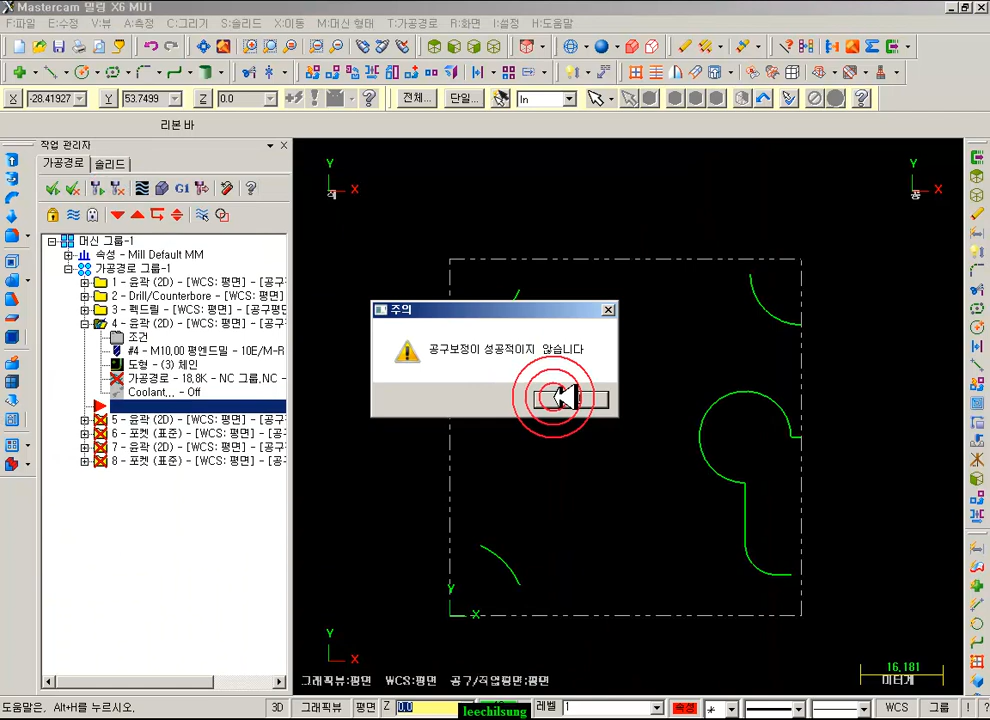 Mastercam 밀링 X6 MU1
F:파일 E:수정 V:뷰 A:측정 C:그리기 S:솔리드 X:이동 M:머신 형태 T:가공경로 R:화면 I:설정 H:도움말
G1
X -28.41927 Y 53.7499 Z 0.0 전체... 단일... In
리본 바
작업 관리자
가공경로 솔리드
G1
머신 그룹-1
속성 - Mill Default MM
가공경로 그룹-1
1 - 윤곽 (2D) - [WCS: 평면] - [공구
2 - Drill/Counterbore - [WCS: 평면]
3 - 펙드릴 - [WCS: 평면] - [공구평면
4 - 윤곽 (2D) - [WCS: 평면] - [공구
조건
#4 - M10.00 평엔드밀 - 10E/M-R
도형 - (3) 체인
가공경로 - 18.8K - NC 그룹.NC -
Coolant... - Off
5 - 윤곽 (2D) - [WCS: 평면] - [공구
6 - 포켓 (표준) - [WCS: 평면] - [공
7 - 윤곽 (2D) - [WCS: 평면] - [공구
8 - 포켓 (표준) - [WCS: 평면] - [공
Y X
Y X
주의
공구보정이 성공적이지 않습니다
Y X
Y X
그래픽뷰:평면 WCS:평면 공구/작업평면:평면
16.181
미터계
도움말은, Alt+H를 누르시오. 3D 그래픽뷰 평면 Z 0.0 레벨 1 속성 WCS 그룹 ! ?
leechilsung